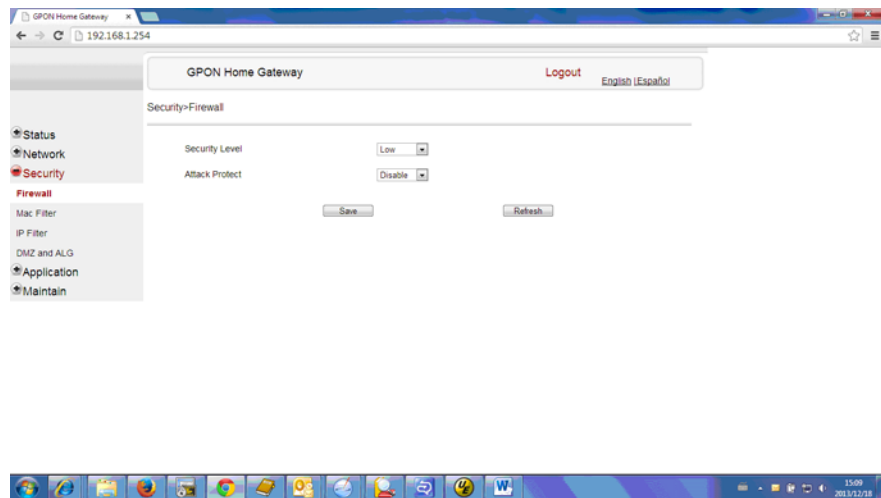 GPON Home Gateway
192.168.1.254
GPON Home Gateway
Logout
English |Español
Security>Firewall
Status
Network
Security
Firewall
Mac Filter
IP Filter
DMZ and ALG
Application
Maintain
Security Level
Low
Attack Protect
Disable
Save
Refresh
15:09
2013/12/18